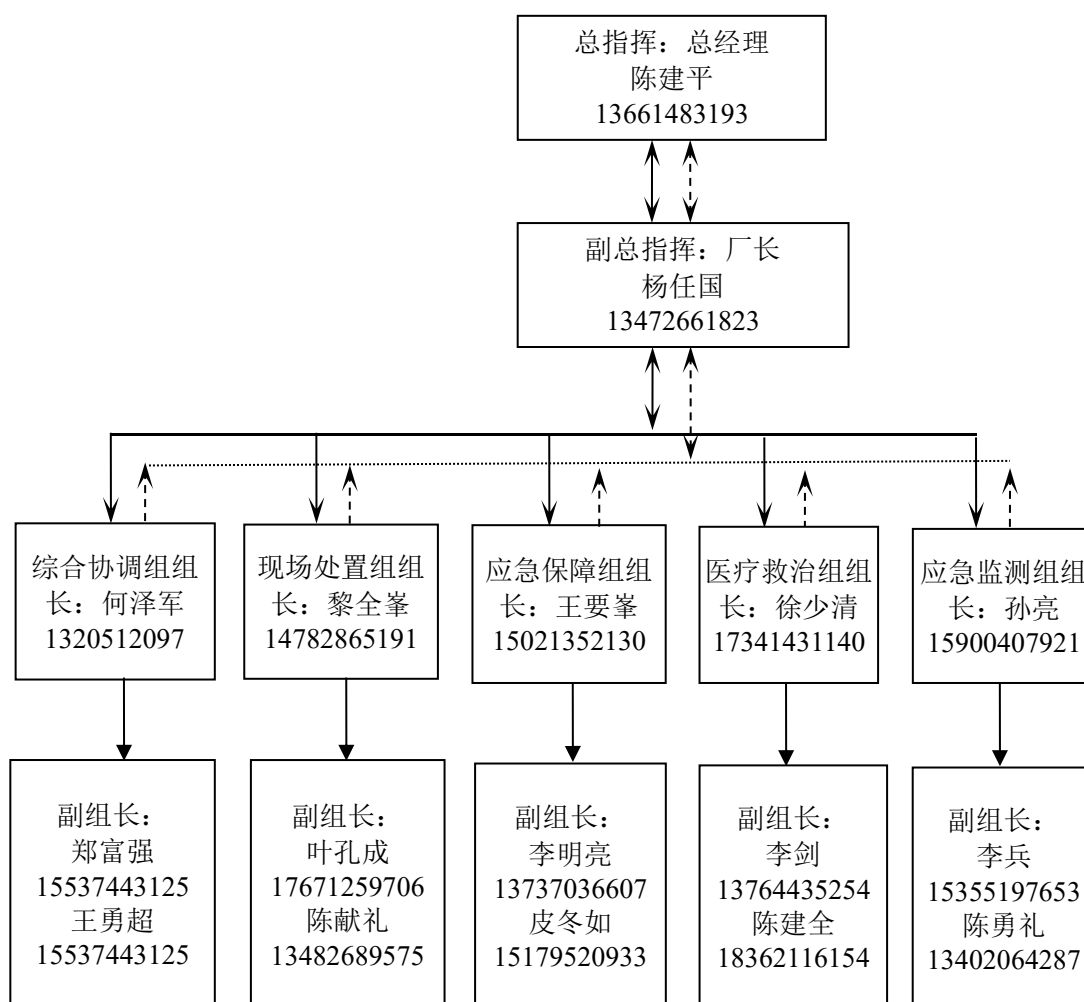 总指挥：总经理
陈建平
13661483193
副总指挥：厂长
杨任国
13472661823
综合协调组组
长：何泽军
1320512097
现场处置组组
长：黎全峯
14782865191
应急保障组组
长：王要峯
15021352130
医疗救治组组
长：徐少清
17341431140
应急监测组组
长：孙亮
15900407921
副组长：
郑富强
15537443125
王勇超
15537443125
副组长：
叶孔成
17671259706
陈献礼
13482689575
副组长：
李明亮
13737036607
皮冬如
15179520933
副组长：
李剑
13764435254
陈建全
18362116154
副组长：
李兵
15355197653
陈勇礼
13402064287